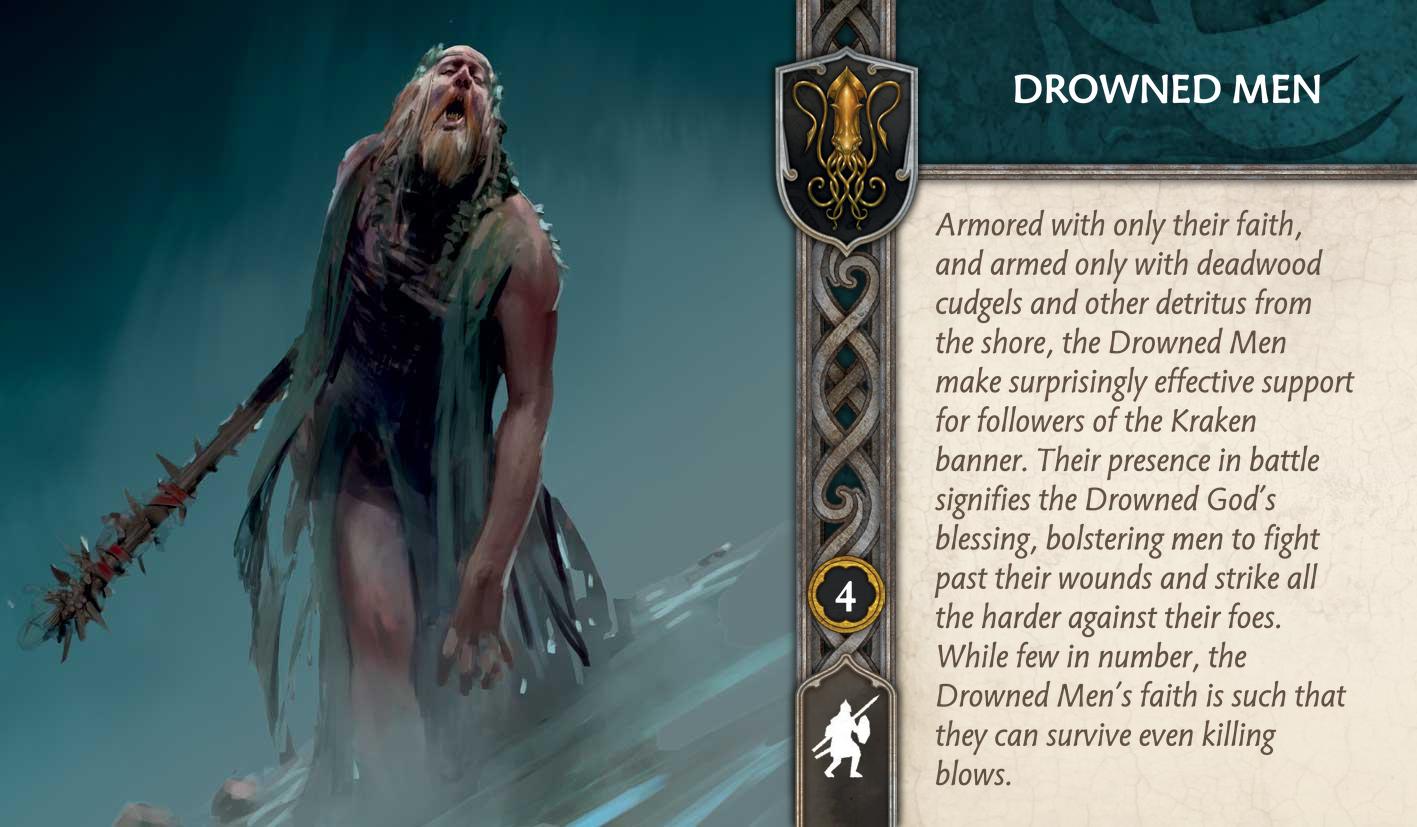 DROWNED MEN
Armored with only their faith,
and armed only with deadwood
cudgels and other detritus from
the shore, the Drowned Men
make surprisingly effective support
for followers of the Kraken
banner. Their presence in battle
signifies the Drowned God's
blessing, bolstering men to fight
past their wounds and strike all
the harder against their foes.
While few in number, the
Drowned Men's faith is such that
they can survive even killing
blows.
4